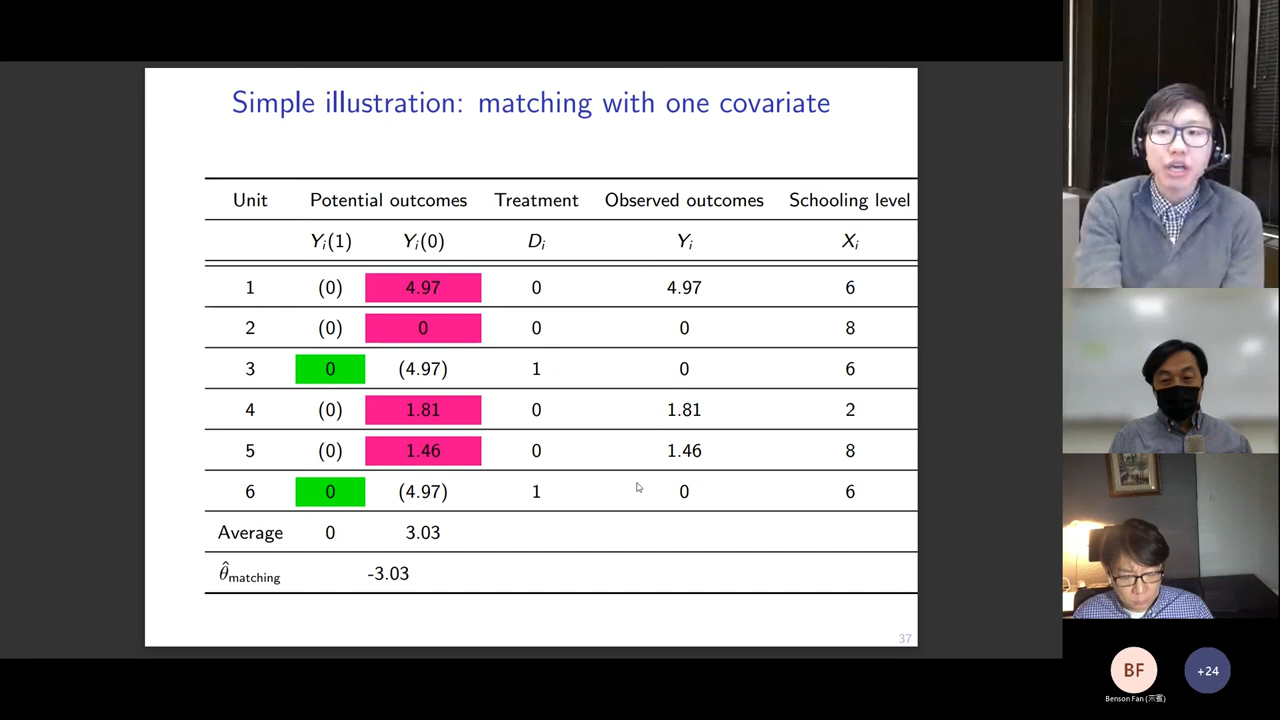 Simple illustration: matching with one covariate
Unit Potential outcomes Treatment Observed outcomes Schooling level
Yᵢ(1) Yᵢ(0) Dᵢ Yᵢ Xᵢ
1 (0) 4.97 0 4.97 6
2 (0) 0 0 0 8
3 0 (4.97) 1 0 6
4 (0) 1.81 0 1.81 2
5 (0) 1.46 0 1.46 8
6 0 (4.97) 1 0 6
Average 0 3.03
θ̂matching -3.03
37
BF
+24
Benson Fan (